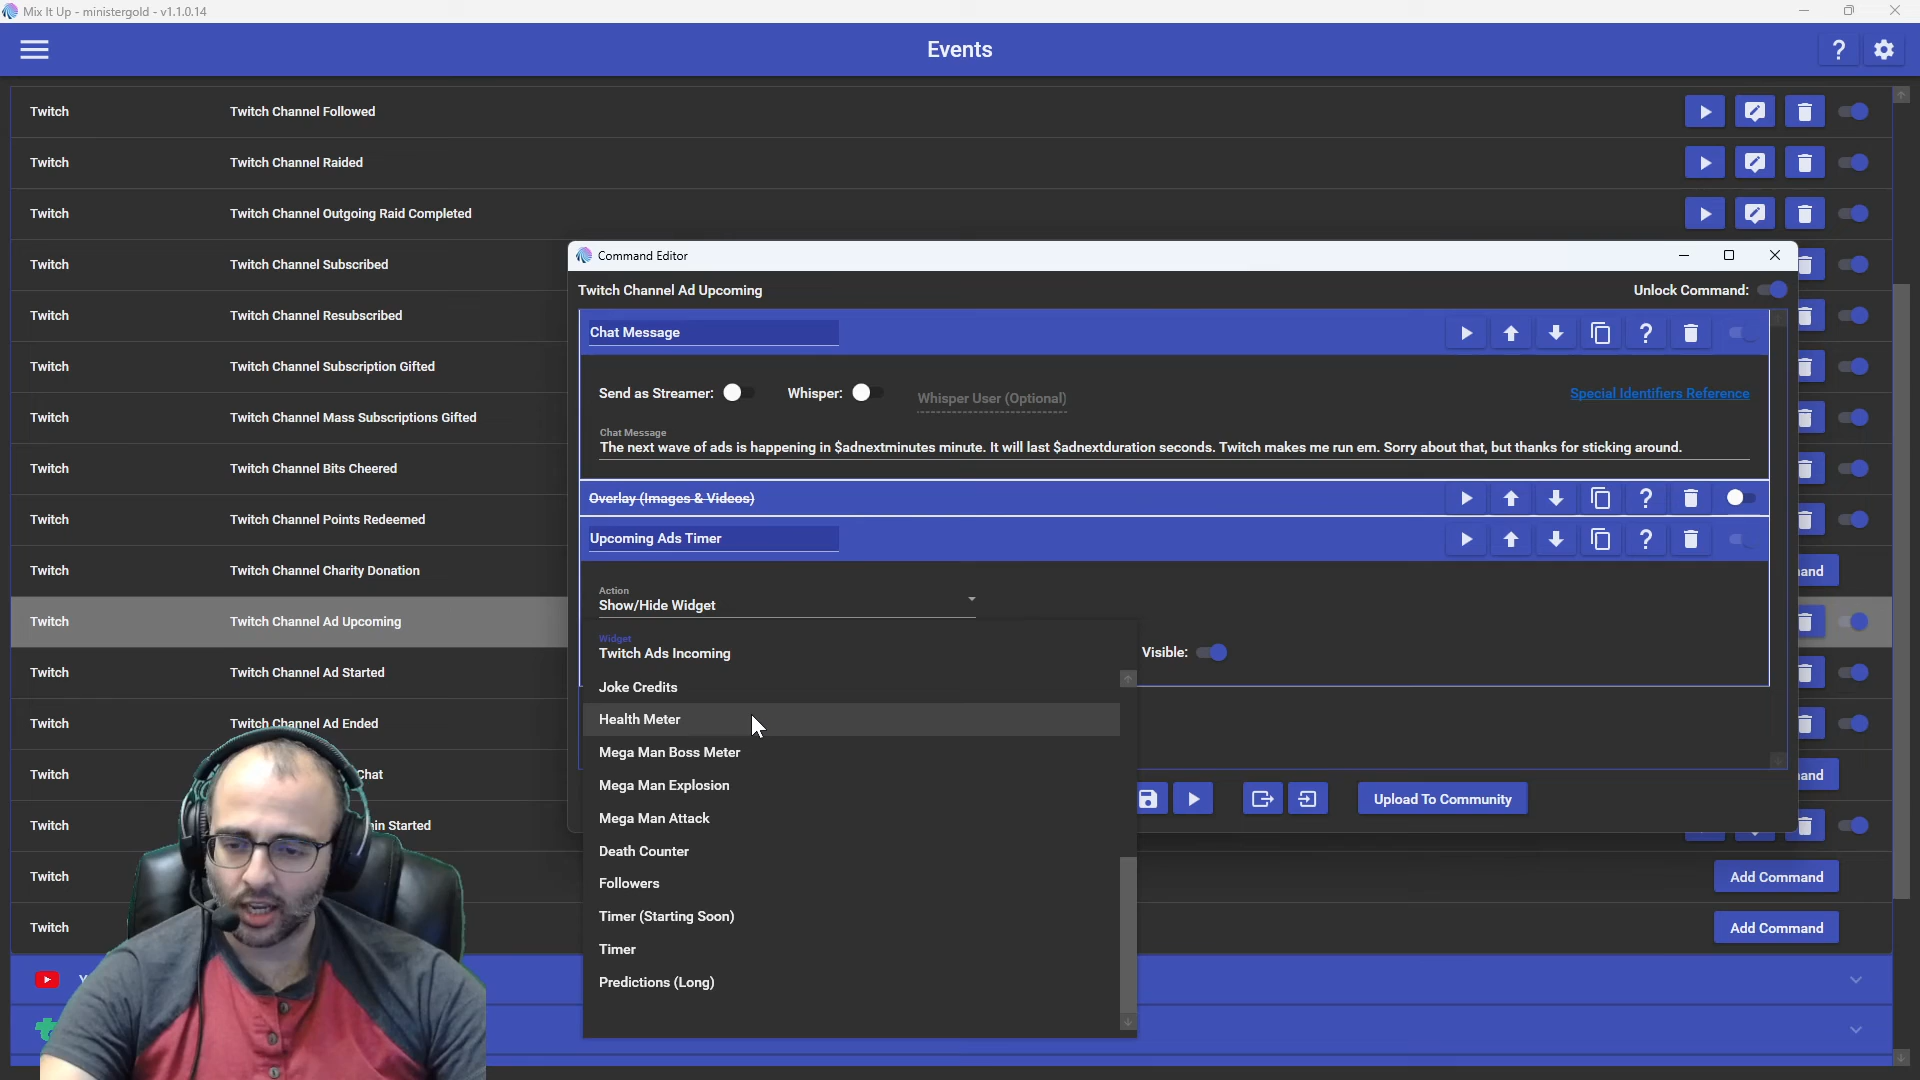 Mix It Up - ministergold - v1.1.0.14
Events
Twitch Twitch Channel Followed
Twitch Twitch Channel Raided
Twitch Twitch Channel Outgoing Raid Completed
Twitch Twitch Channel Subscribed
Twitch Twitch Channel Resubscribed
Twitch Twitch Channel Subscription Gifted
Twitch Twitch Channel Mass Subscriptions Gifted
Twitch Twitch Channel Bits Cheered
Twitch Twitch Channel Points Redeemed
Twitch Twitch Channel Charity Donation
Twitch Twitch Channel Ad Upcoming
Twitch Twitch Channel Ad Started
Twitch Twitch Channel Ad Ended
Twitch Chat
Twitch ain Started
Twitch
Twitch
Y
Command Editor
Twitch Channel Ad Upcoming Unlock Command:
Chat Message
Send as Streamer: Whisper: Whisper User (Optional) Special Identifiers Reference
Chat Message
The next wave of ads is happening in $adnextminutes minute. It will last $adnextduration seconds. Twitch makes me run em. Sorry about that, but thanks for sticking around.
Overlay (Images & Videos)
Upcoming Ads Timer
Action
Show/Hide Widget
Widget
Twitch Ads Incoming Visible:
Joke Credits
Health Meter
Mega Man Boss Meter
Mega Man Explosion
Mega Man Attack
Death Counter
Followers
Timer (Starting Soon)
Timer
Predictions (Long)
Upload To Community
and
and
Add Command
Add Command